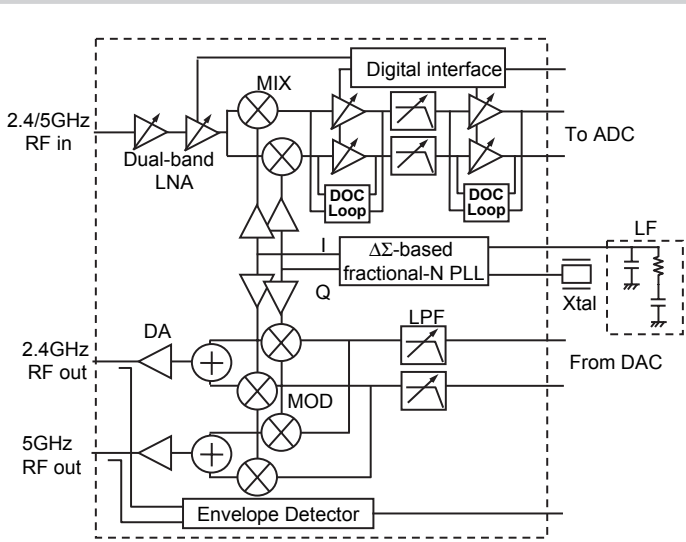 Digital interface
MIX
2.4/5GHz
RF in
Dual-band
LNA
To ADC
DOC
Loop
DOC
Loop
LF
I
ΔΣ-based
fractional-N PLL
Q
Xtal
DA
LPF
2.4GHz
RF out
From DAC
MOD
5GHz
RF out
Envelope Detector